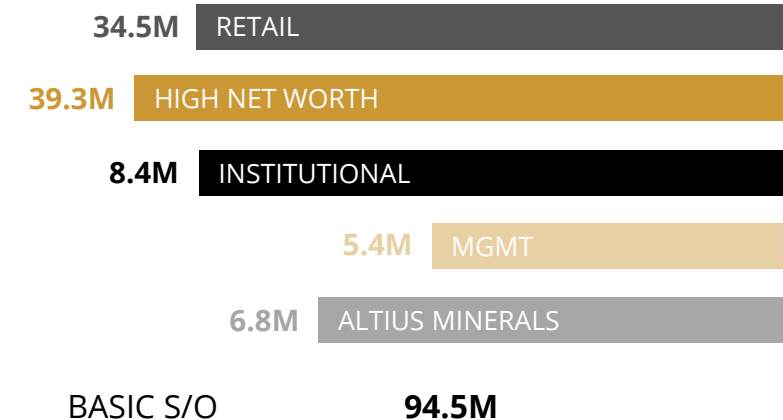 34.5M RETAIL
39.3M HIGH NET WORTH
8.4M INSTITUTIONAL
5.4M MGMT
6.8M ALTIUS MINERALS
BASIC S/O 94.5M